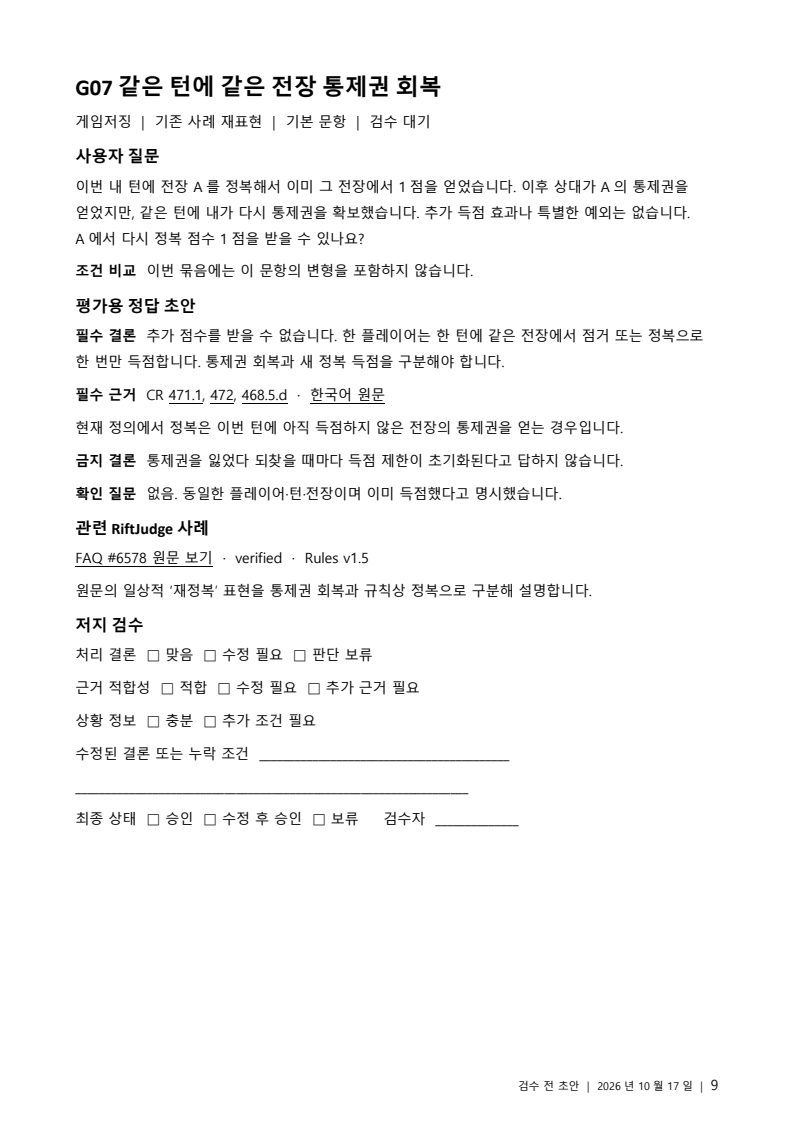 G07 같은 턴에 같은 전장 통제권 회복
게임저징 | 기존 사례 재표현 | 기본 문항 | 검수 대기
사용자 질문
이번 내 턴에 전장 A 를 정복해서 이미 그 전장에서 1 점을 얻었습니다. 이후 상대가 A 의 통제권을
얻었지만, 같은 턴에 내가 다시 통제권을 확보했습니다. 추가 득점 효과나 특별한 예외는 없습니다.
A 에서 다시 정복 점수 1 점을 받을 수 있나요?
조건 비교 이번 묶음에는 이 문항의 변형을 포함하지 않습니다.
평가용 정답 초안
필수 결론 추가 점수를 받을 수 없습니다. 한 플레이어는 한 턴에 같은 전장에서 점거 또는 정복으로
한 번만 득점합니다. 통제권 회복과 새 정복 득점을 구분해야 합니다.
필수 근거 CR 471.1, 472, 468.5.d · 한국어 원문
현재 정의에서 정복은 이번 턴에 아직 득점하지 않은 전장의 통제권을 얻는 경우입니다.
금지 결론 통제권을 잃었다 되찾을 때마다 득점 제한이 초기화된다고 답하지 않습니다.
확인 질문 없음. 동일한 플레이어·턴·전장이며 이미 득점했다고 명시했습니다.
관련 RiftJudge 사례
FAQ #6578 원문 보기 · verified · Rules v1.5
원문의 일상적 ‘재정복’ 표현을 통제권 회복과 규칙상 정복으로 구분해 설명합니다.
저지 검수
처리 결론 □ 맞음 □ 수정 필요 □ 판단 보류
근거 적합성 □ 적합 □ 수정 필요 □ 추가 근거 필요
상황 정보 □ 충분 □ 추가 조건 필요
수정된 결론 또는 누락 조건 ____________________
____________________
최종 상태 □ 승인 □ 수정 후 승인 □ 보류 검수자 __________
검수 전 초안 | 2026 년 10 월 17 일 | 9